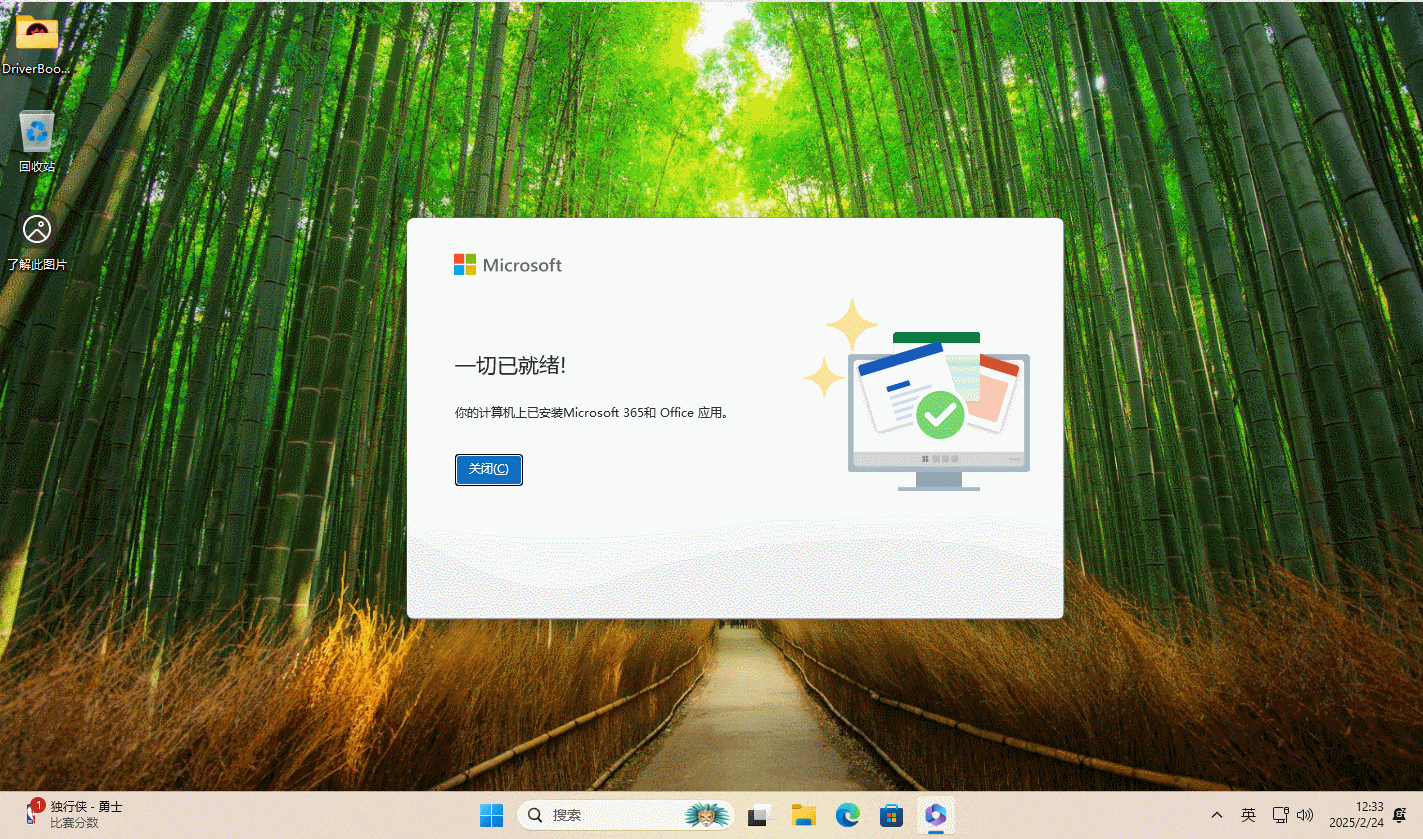 DriverBoo...
回收站
了解此图片
Microsoft
一切已就绪!
你的计算机上已安装Microsoft 365和 Office 应用。
关闭(C)
1
独行侠 - 勇士
比赛分数
搜索
英
12:33
2025/2/24